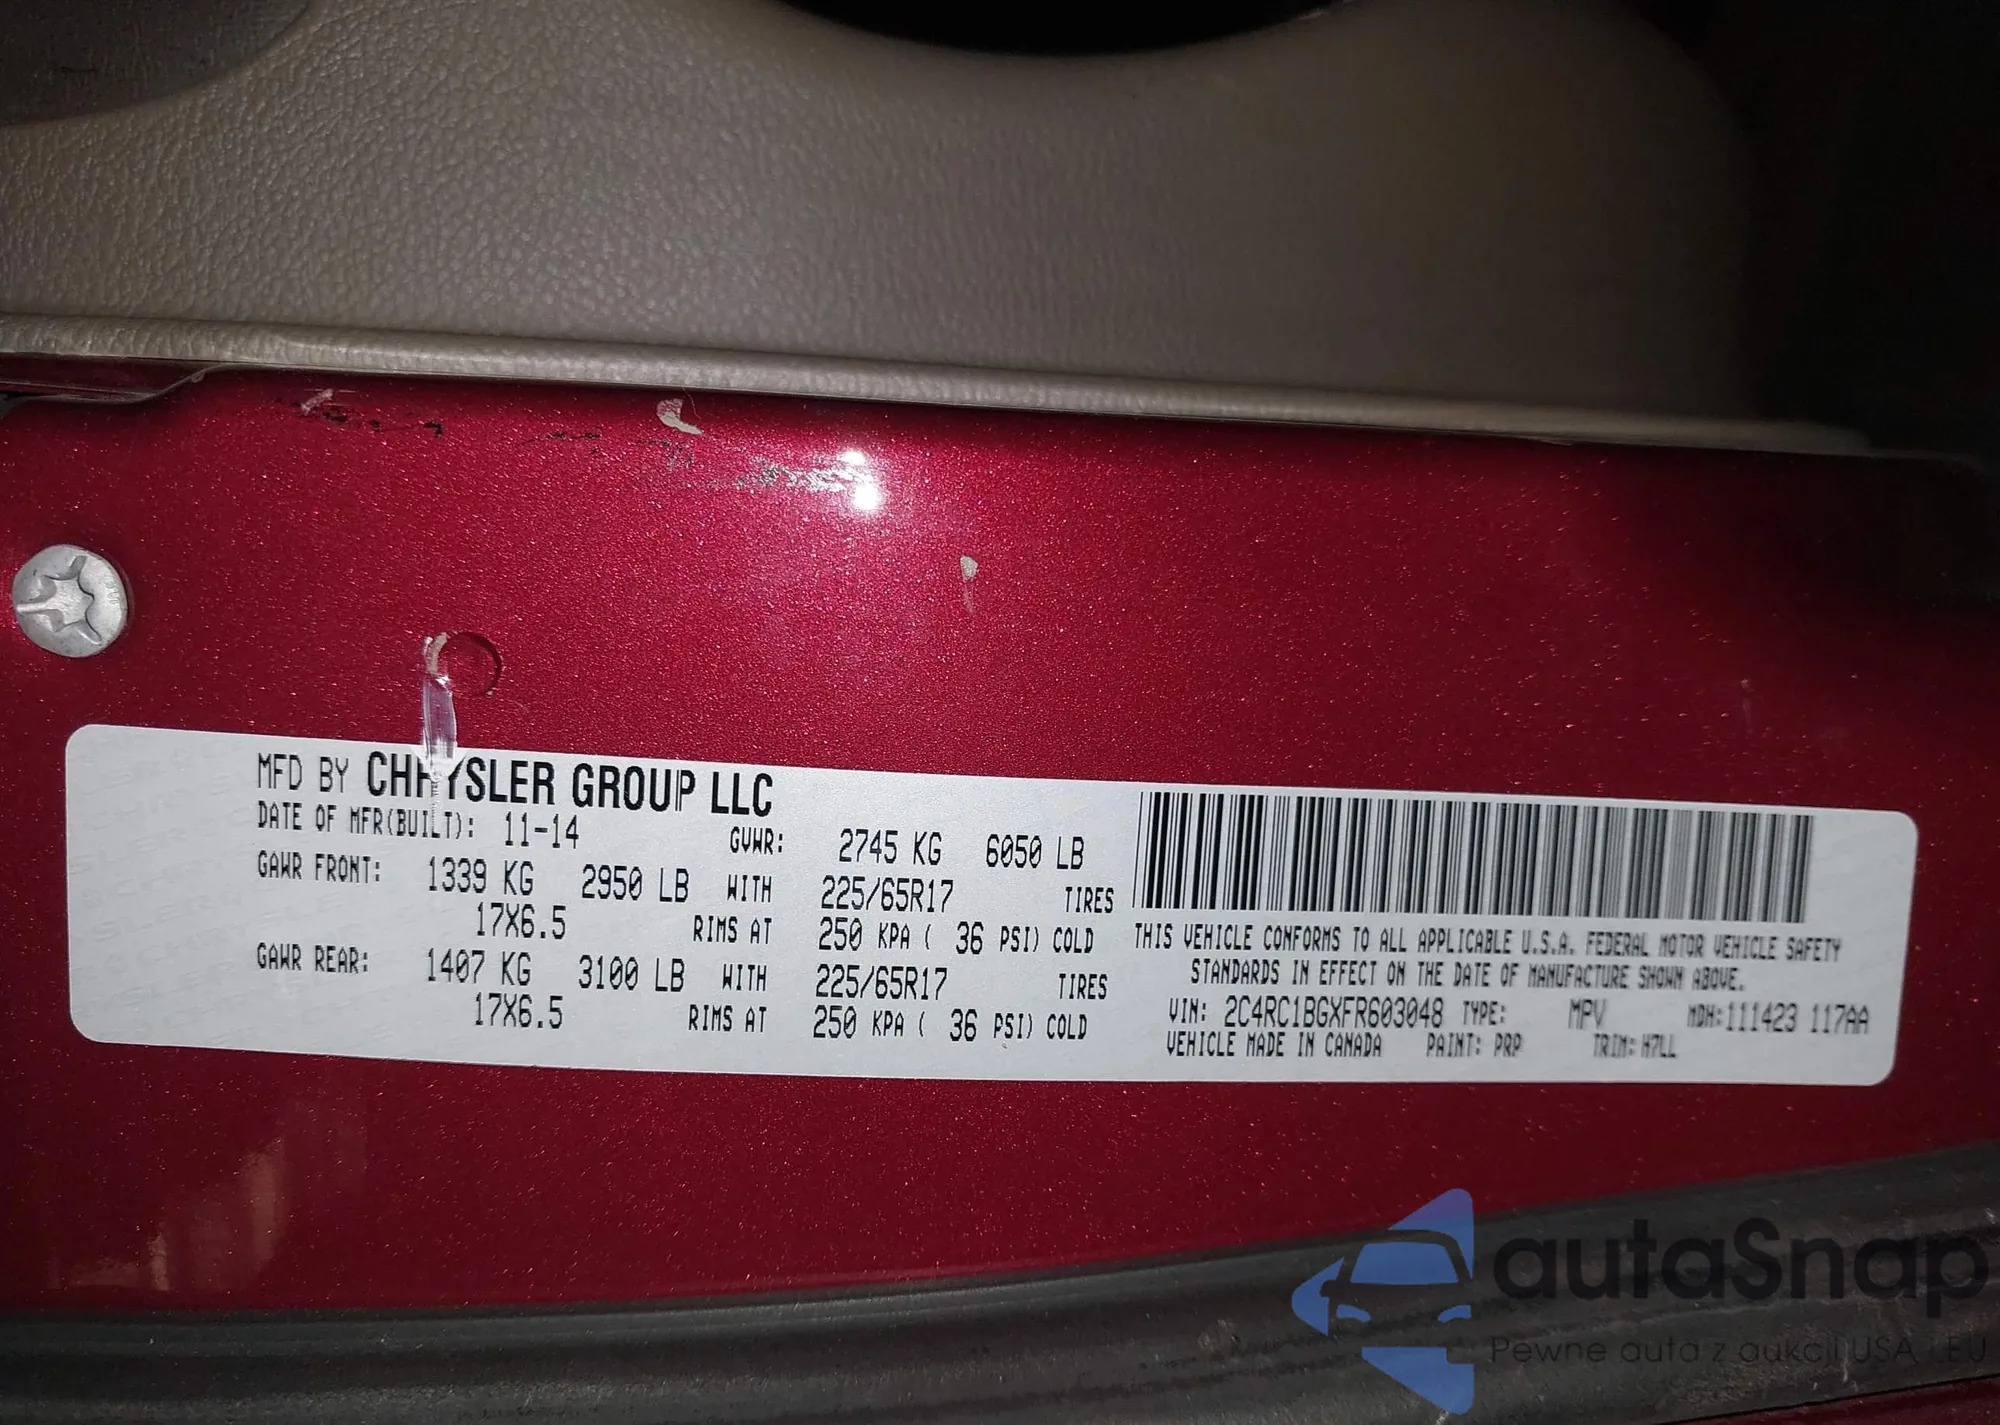 MFD BY CHRYSLER GROUP LLC
DATE OF MFR(BUILT): 11-14 GVWR: 2745 KG 6050 LB
GAWR FRONT: 1339 KG 2950 LB WITH 225/65R17 TIRES
17X6.5 RIMS AT 250 KPA ( 36 PSI) COLD
GAWR REAR: 1407 KG 3100 LB WITH 225/65R17 TIRES
17X6.5 RIMS AT 250 KPA ( 36 PSI) COLD
THIS VEHICLE CONFORMS TO ALL APPLICABLE U.S.A. FEDERAL MOTOR VEHICLE SAFETY
STANDARDS IN EFFECT ON THE DATE OF MANUFACTURE SHOWN ABOVE.
VIN: 2C4RC1BGXFR603048 TYPE: MPV MDH:111423 117AA
VEHICLE MADE IN CANADA PAINT: PRP TRIM: H7LL
autaSnap
Pewne auta z aukcji USA i EU